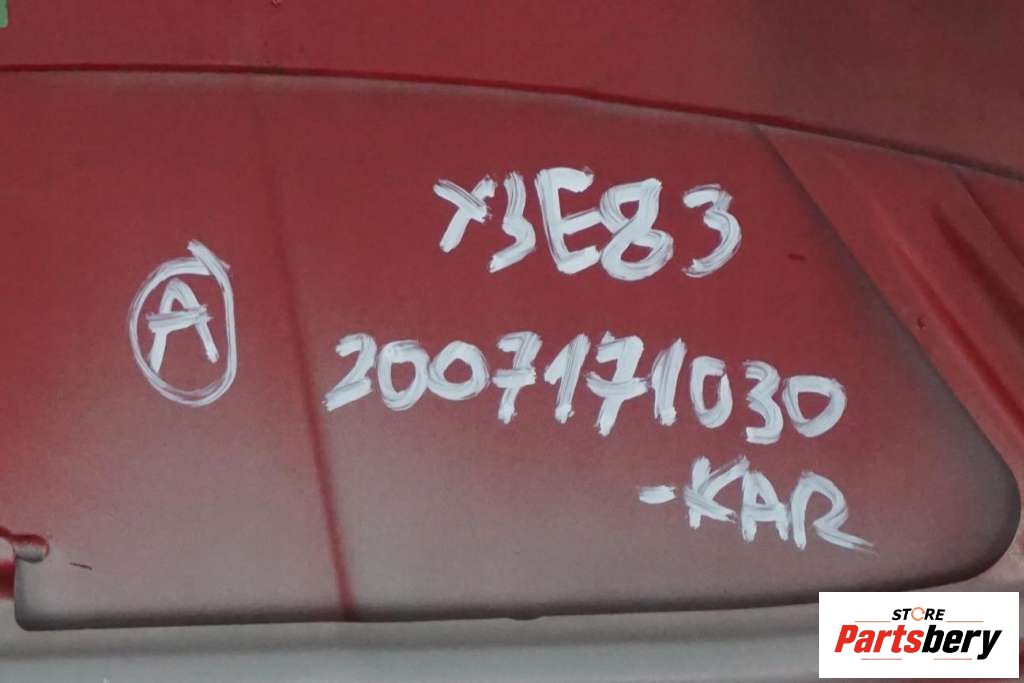 X3E83
A
2007171030
-KAR
STORE
Partsbery